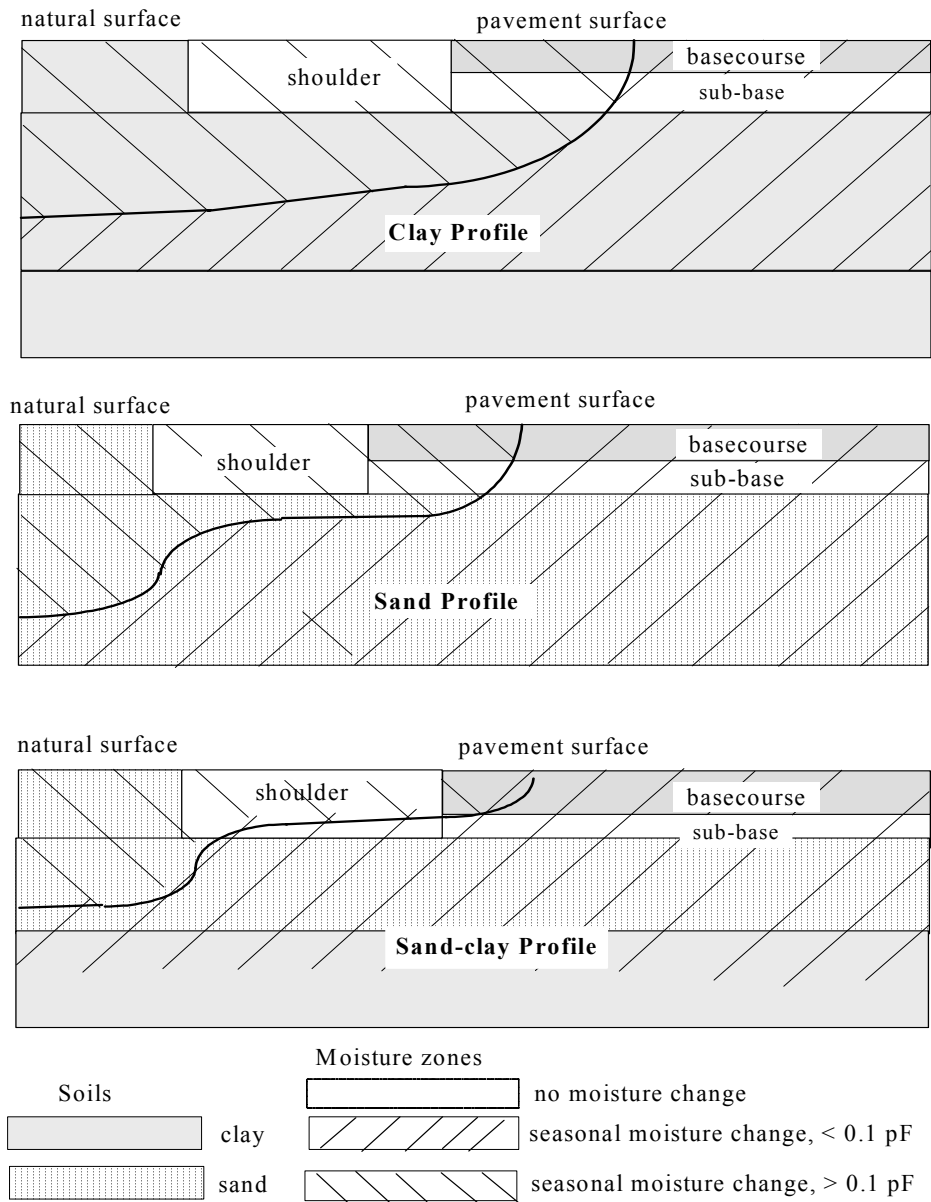 natural surface
pavement surface
basecourse
shoulder
sub-base
Clay Profile
natural surface
pavement surface
basecourse
shoulder
sub-base
Sand Profile
natural surface
pavement surface
shoulder
basecourse
sub-base
Sand-clay Profile
Moisture zones
Soils
no moisture change
clay
seasonal moisture change, < 0.1 pF
sand
seasonal moisture change, > 0.1 pF